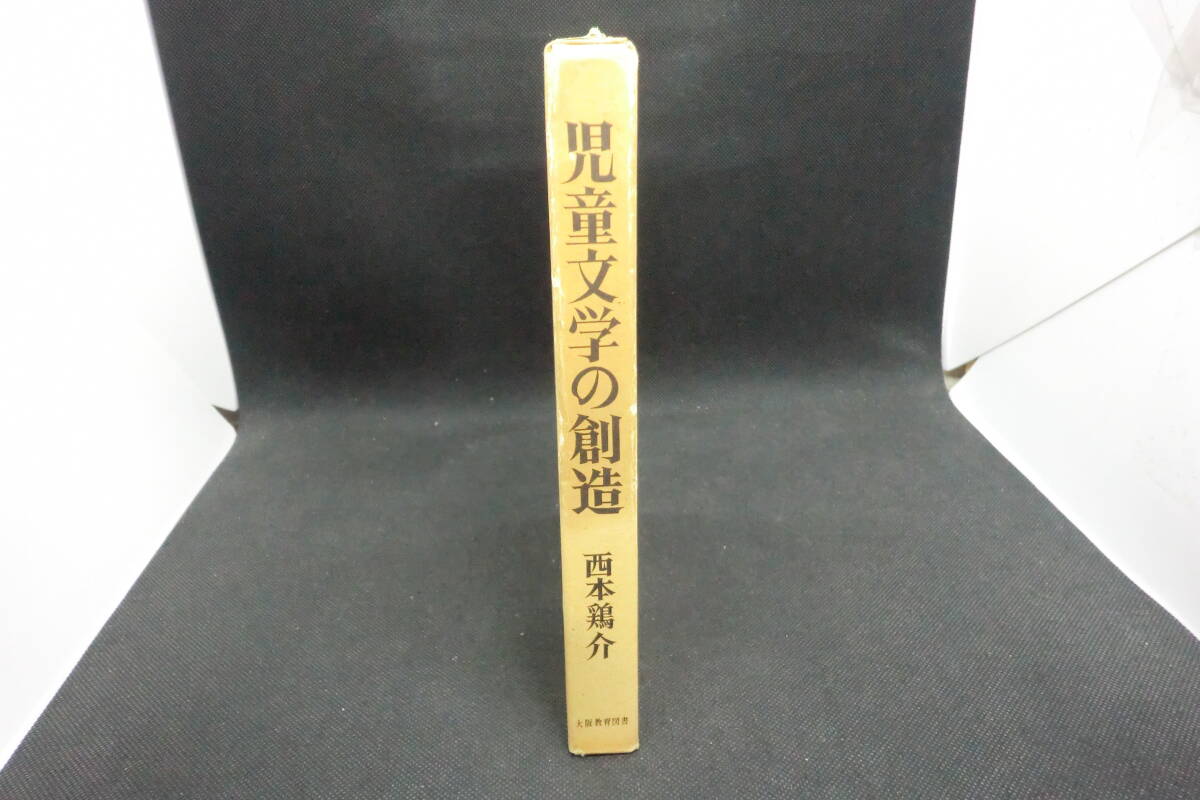 児童文学の創造
西本鶏介
大阪教育図書